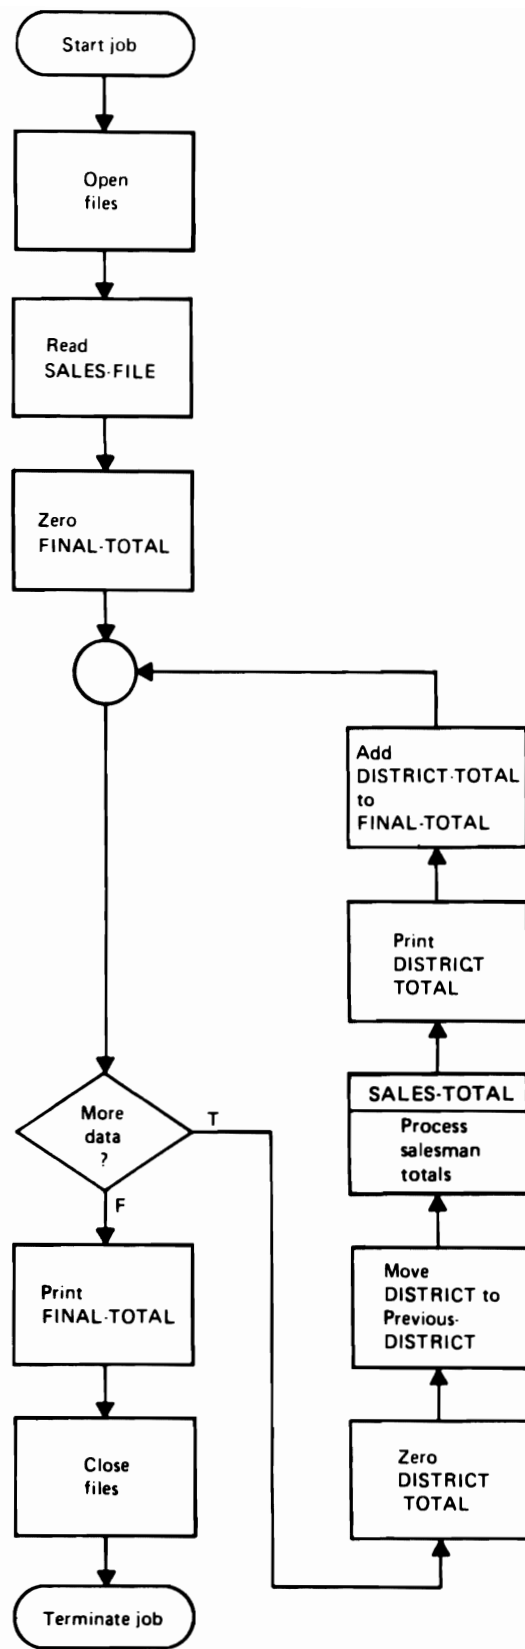 Start job
Open
files
Read
SALES-FILE
Zero
FINAL-TOTAL
More
data
?
T
F
Print
FINAL-TOTAL
Close
files
Terminate job
Add
DISTRICT-TOTAL
to
FINAL-TOTAL
Print
DISTRICT
TOTAL
SALES-TOTAL
Process
salesman
totals
Move
DISTRICT to
Previous-
DISTRICT
Zero
DISTRICT
TOTAL